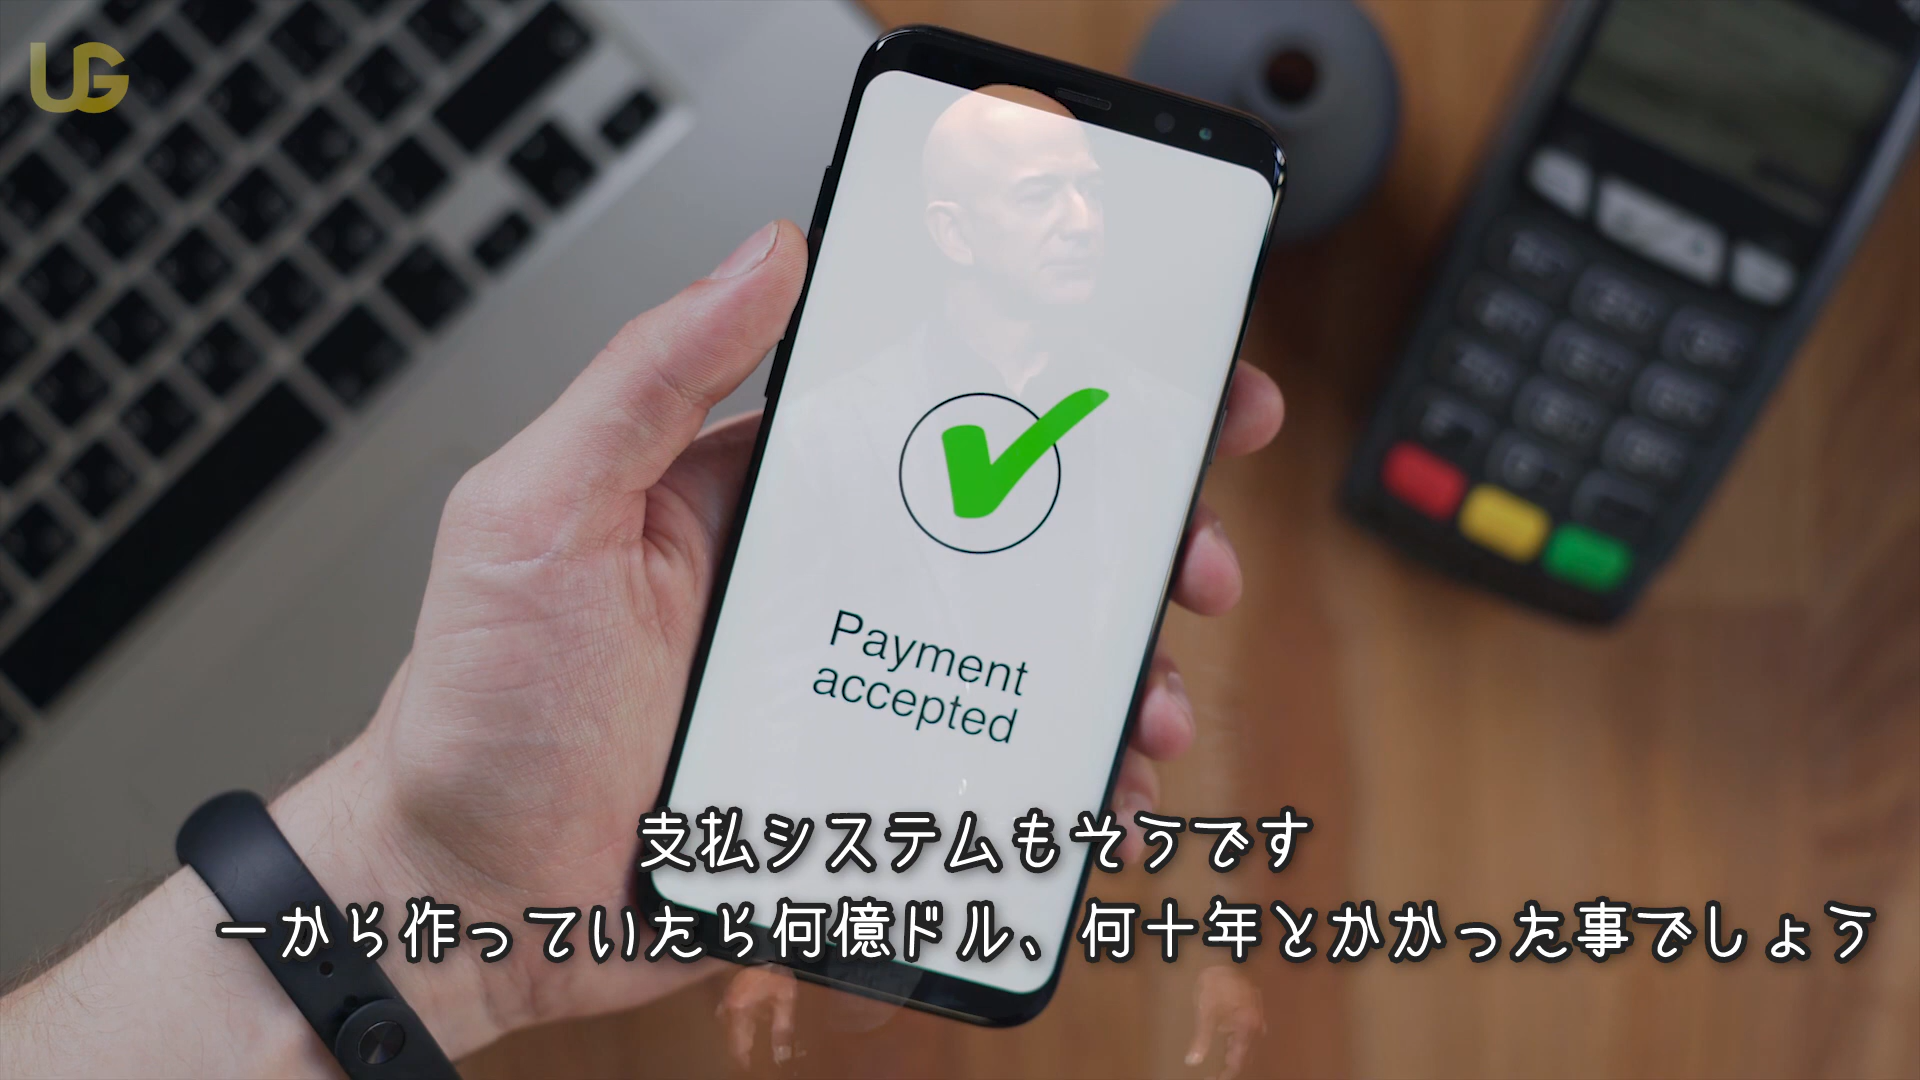 UG
Payment
accepted
支払システムもそうです
一から作っていたら何億ドル、何十年とかかった事でしょう